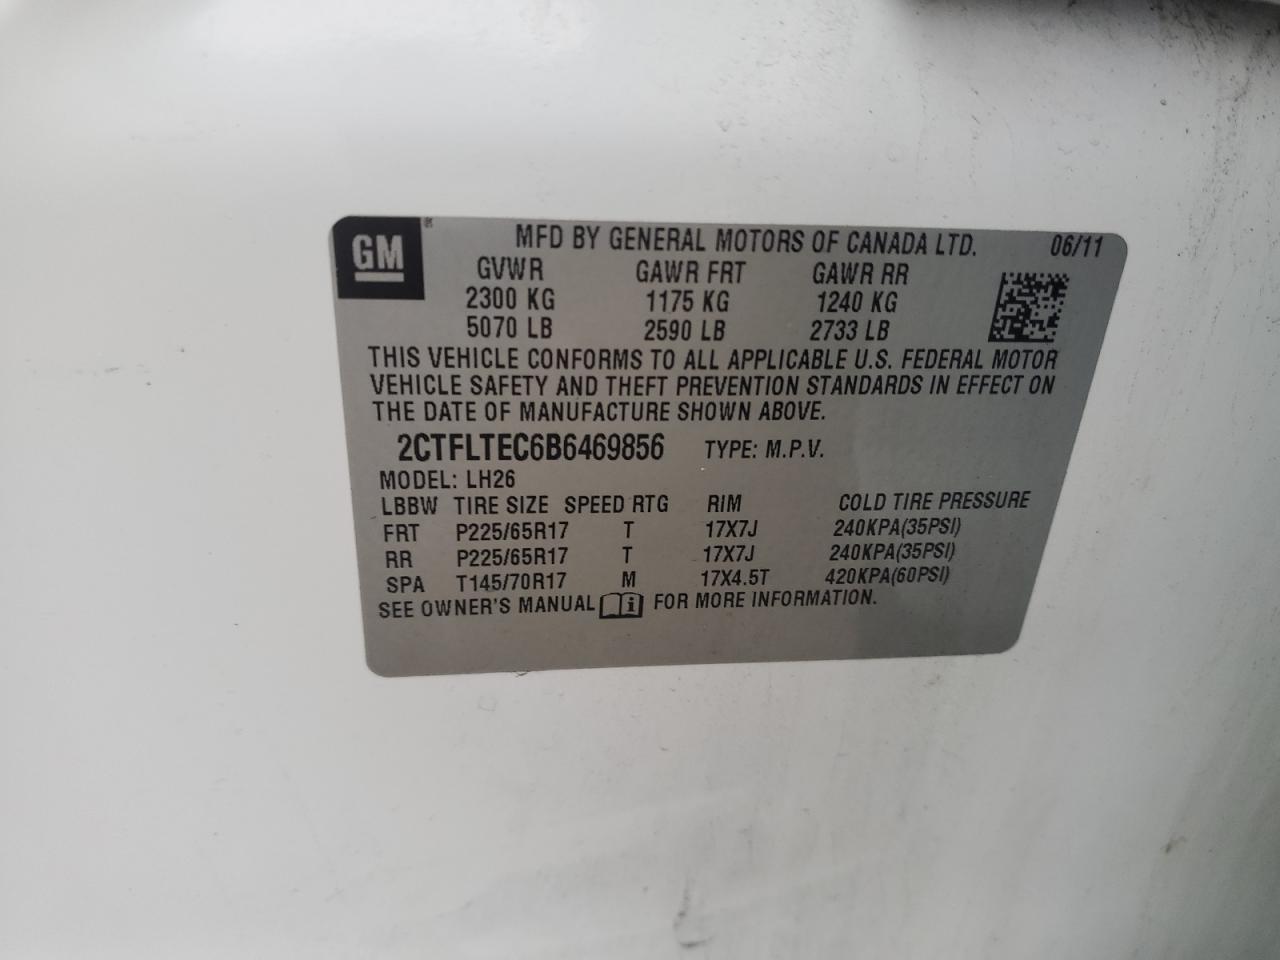 GM
MFD BY GENERAL MOTORS OF CANADA LTD. 06/11
GVWR GAWR FRT GAWR RR
2300 KG 1175 KG 1240 KG
5070 LB 2590 LB 2733 LB
THIS VEHICLE CONFORMS TO ALL APPLICABLE U.S. FEDERAL MOTOR
VEHICLE SAFETY AND THEFT PREVENTION STANDARDS IN EFFECT ON
THE DATE OF MANUFACTURE SHOWN ABOVE.
2CTFLTEC6B6469856 TYPE: M.P.V.
MODEL: LH26
LBBW TIRE SIZE SPEED RTG RIM COLD TIRE PRESSURE
FRT P225/65R17 T 17X7J 240KPA(35PSI)
RR P225/65R17 T 17X7J 240KPA(35PSI)
SPA T145/70R17 M 17X4.5T 420KPA(60PSI)
SEE OWNER'S MANUAL i FOR MORE INFORMATION.